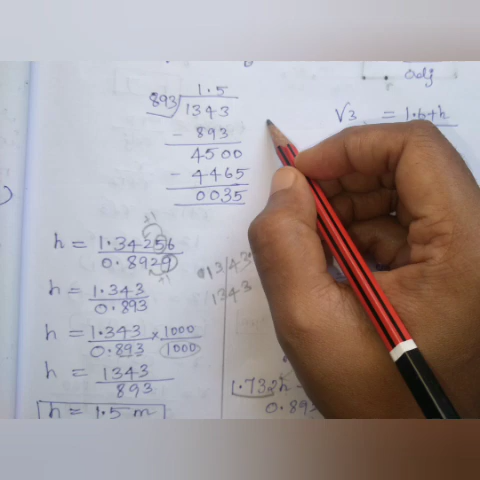 1.5
893 1343
- 893
4500
- 4465
0035
h = 1.34256 / 0.8929
h = 1.343 / 0.893
h = 1.343 / 0.893 × 1000 / 1000
h = 1343 / 893
h = 1.5 m
1343
adj
√3 = 1.6+h
1.732h
0.893